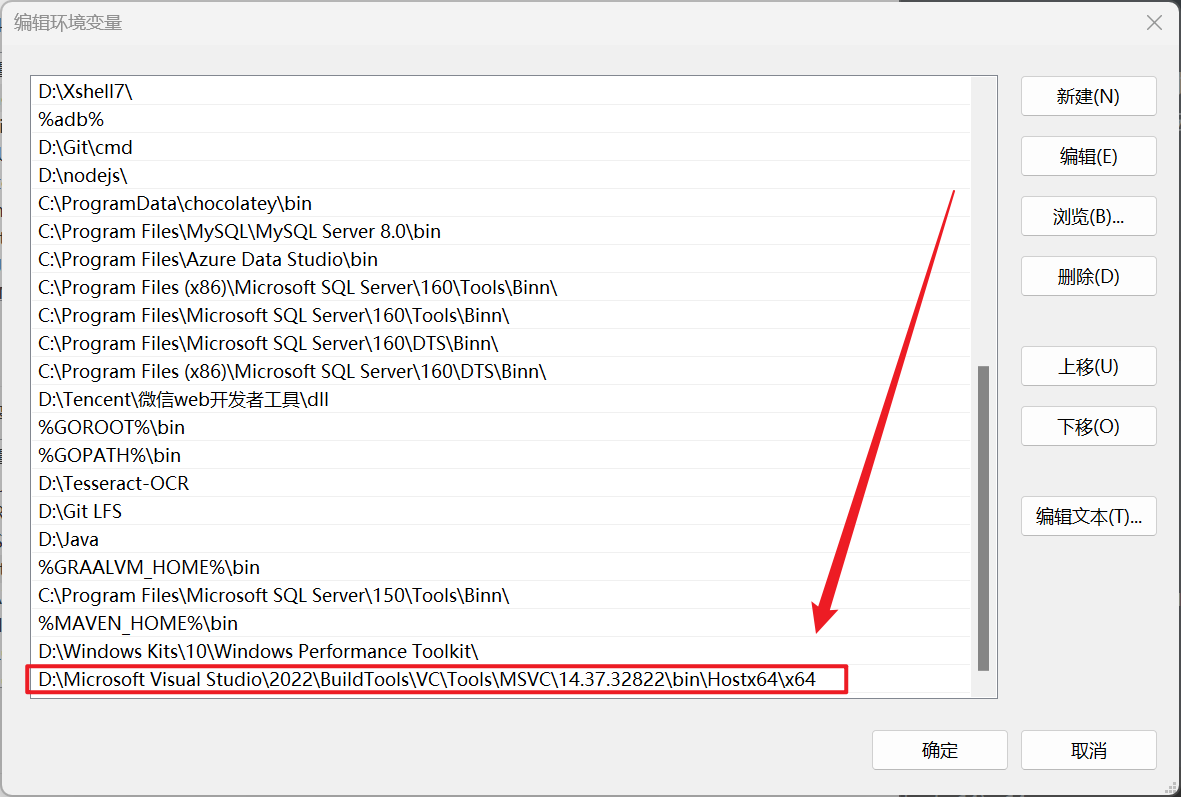 编辑环境变量
D:\Xshell7\
%adb%
D:\Git\cmd
D:\nodejs\
C:\ProgramData\chocolatey\bin
C:\Program Files\MySQL\MySQL Server 8.0\bin
C:\Program Files\Azure Data Studio\bin
C:\Program Files (x86)\Microsoft SQL Server\160\Tools\Binn\
C:\Program Files\Microsoft SQL Server\160\Tools\Binn\
C:\Program Files\Microsoft SQL Server\160\DTS\Binn\
C:\Program Files (x86)\Microsoft SQL Server\160\DTS\Binn\
D:\Tencent\微信web开发者工具\dll
%GOROOT%\bin
%GOPATH%\bin
D:\Tesseract-OCR
D:\Git LFS
D:\Java
%GRAALVM_HOME%\bin
C:\Program Files\Microsoft SQL Server\150\Tools\Binn\
%MAVEN_HOME%\bin
D:\Windows Kits\10\Windows Performance Toolkit\
D:\Microsoft Visual Studio\2022\BuildTools\VC\Tools\MSVC\14.37.32822\bin\Hostx64\x64
新建(N)
编辑(E)
浏览(B)...
删除(D)
上移(U)
下移(O)
编辑文本(T)...
确定
取消